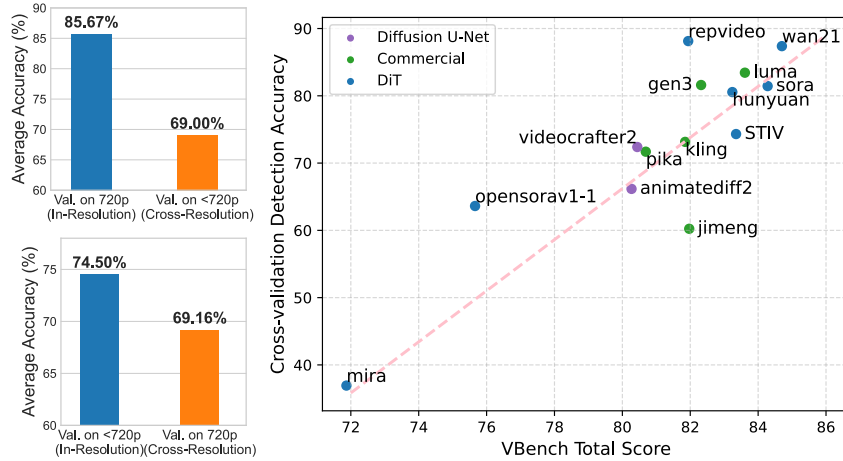 Average Accuracy (%)
95
90
85
80
75
70
65
60
85.67%
69.00%
Val. on 720p
(In-Resolution)
Val. on <720p
(Cross-Resolution)
Average Accuracy (%)
75
70
65
60
74.50%
69.16%
Val. on <720p
(In-Resolution)
Val. on 720p
(Cross-Resolution)
Cross-validation Detection Accuracy
90
80
70
60
50
40
Diffusion U-Net
Commercial
DiT
repvideo
wan21
luma
gen3
sora
hunyuan
STIV
videocrafter2
kling
pika
opensorav1-1
animatediff2
jimeng
mira
72
74
76
78
80
82
84
86
VBench Total Score